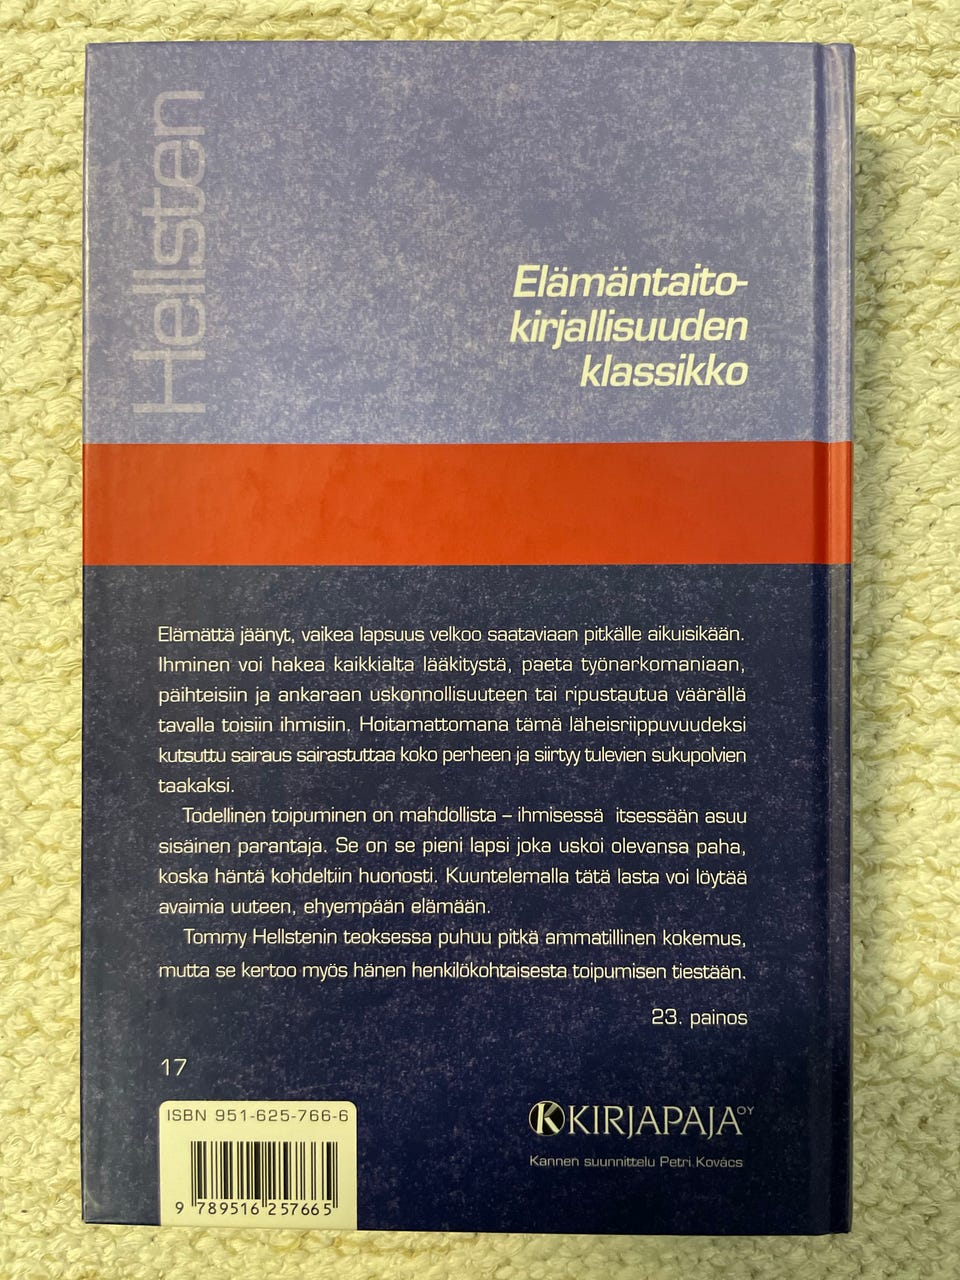 Hellsten
Elämäntaito-
kirjallisuuden
klassikko
Elämättä jäänyt, vaikea lapsuus velkoo saataviaan pitkälle aikuisikään.
Ihminen voi hakea kaikkialta lääkitystä, paeta työnarkomaniaan,
päihteisiin ja ankaraan uskonnollisuuteen tai ripustautua väärällä
tavalla toisiin ihmisiin. Hoitamattomana tämä läheisriippuvuudeksi
kutsuttu sairaus sairastuttaa koko perheen ja siirtyy tulevien sukupolvien
taakaksi.
Todellinen toipuminen on mahdollista – ihmisessä itsessään asuu
sisäinen parantaja. Se on se pieni lapsi joka uskoi olevansa paha,
koska häntä kohdeltiin huonosti. Kuuntelemalla tätä lasta voi löytää
avaimia uuteen, ehyempään elämään.
Tommy Hellstenin teoksessa puhuu pitkä ammatillinen kokemus,
mutta se kertoo myös hänen henkilökohtaisesta toipumisen tiestään.
23. painos
17
ISBN 951-625-766-6
9 789516 257665
K KIRJAPAJA OY
Kannen suunnittelu Petri Kovács